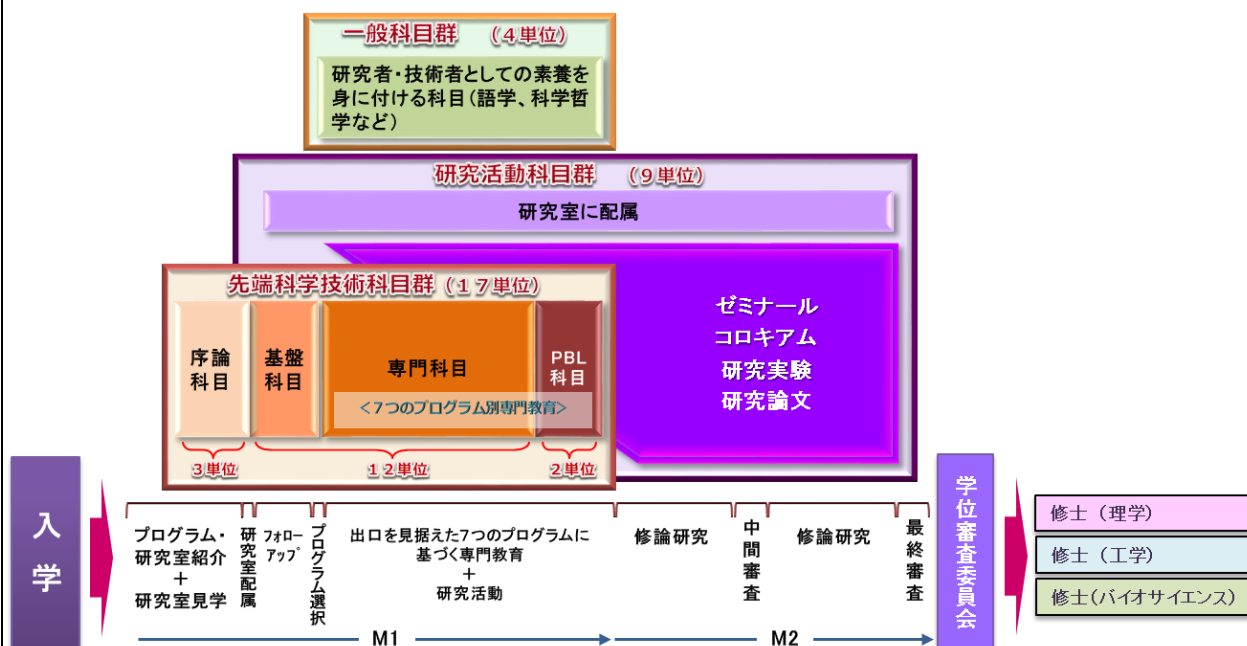 一般科目群 (4単位)
研究者・技術者としての素養を
身に付ける科目(語学、科学哲
学など)
研究活動科目群 (9単位)
研究室に配属
先端科学技術科目群(17単位)
序論
科目
基盤
科目
専門科目
<7つのプログラム別専門教育>
PBL
科目
3単位
12単位
2単位
ゼミナール
コロキアム
研究実験
研究論文
入学
プログラム・
研究室紹介
+
研究室見学
研究室配属
フォロー
アップ
プログラム選択
出口を見据えた7つのプログラムに
基づく専門教育
+
研究活動
修論研究
中間審査
修論研究
最終審査
M1
M2
学位審査委員会
修士(理学)
修士(工学)
修士(バイオサイエンス)